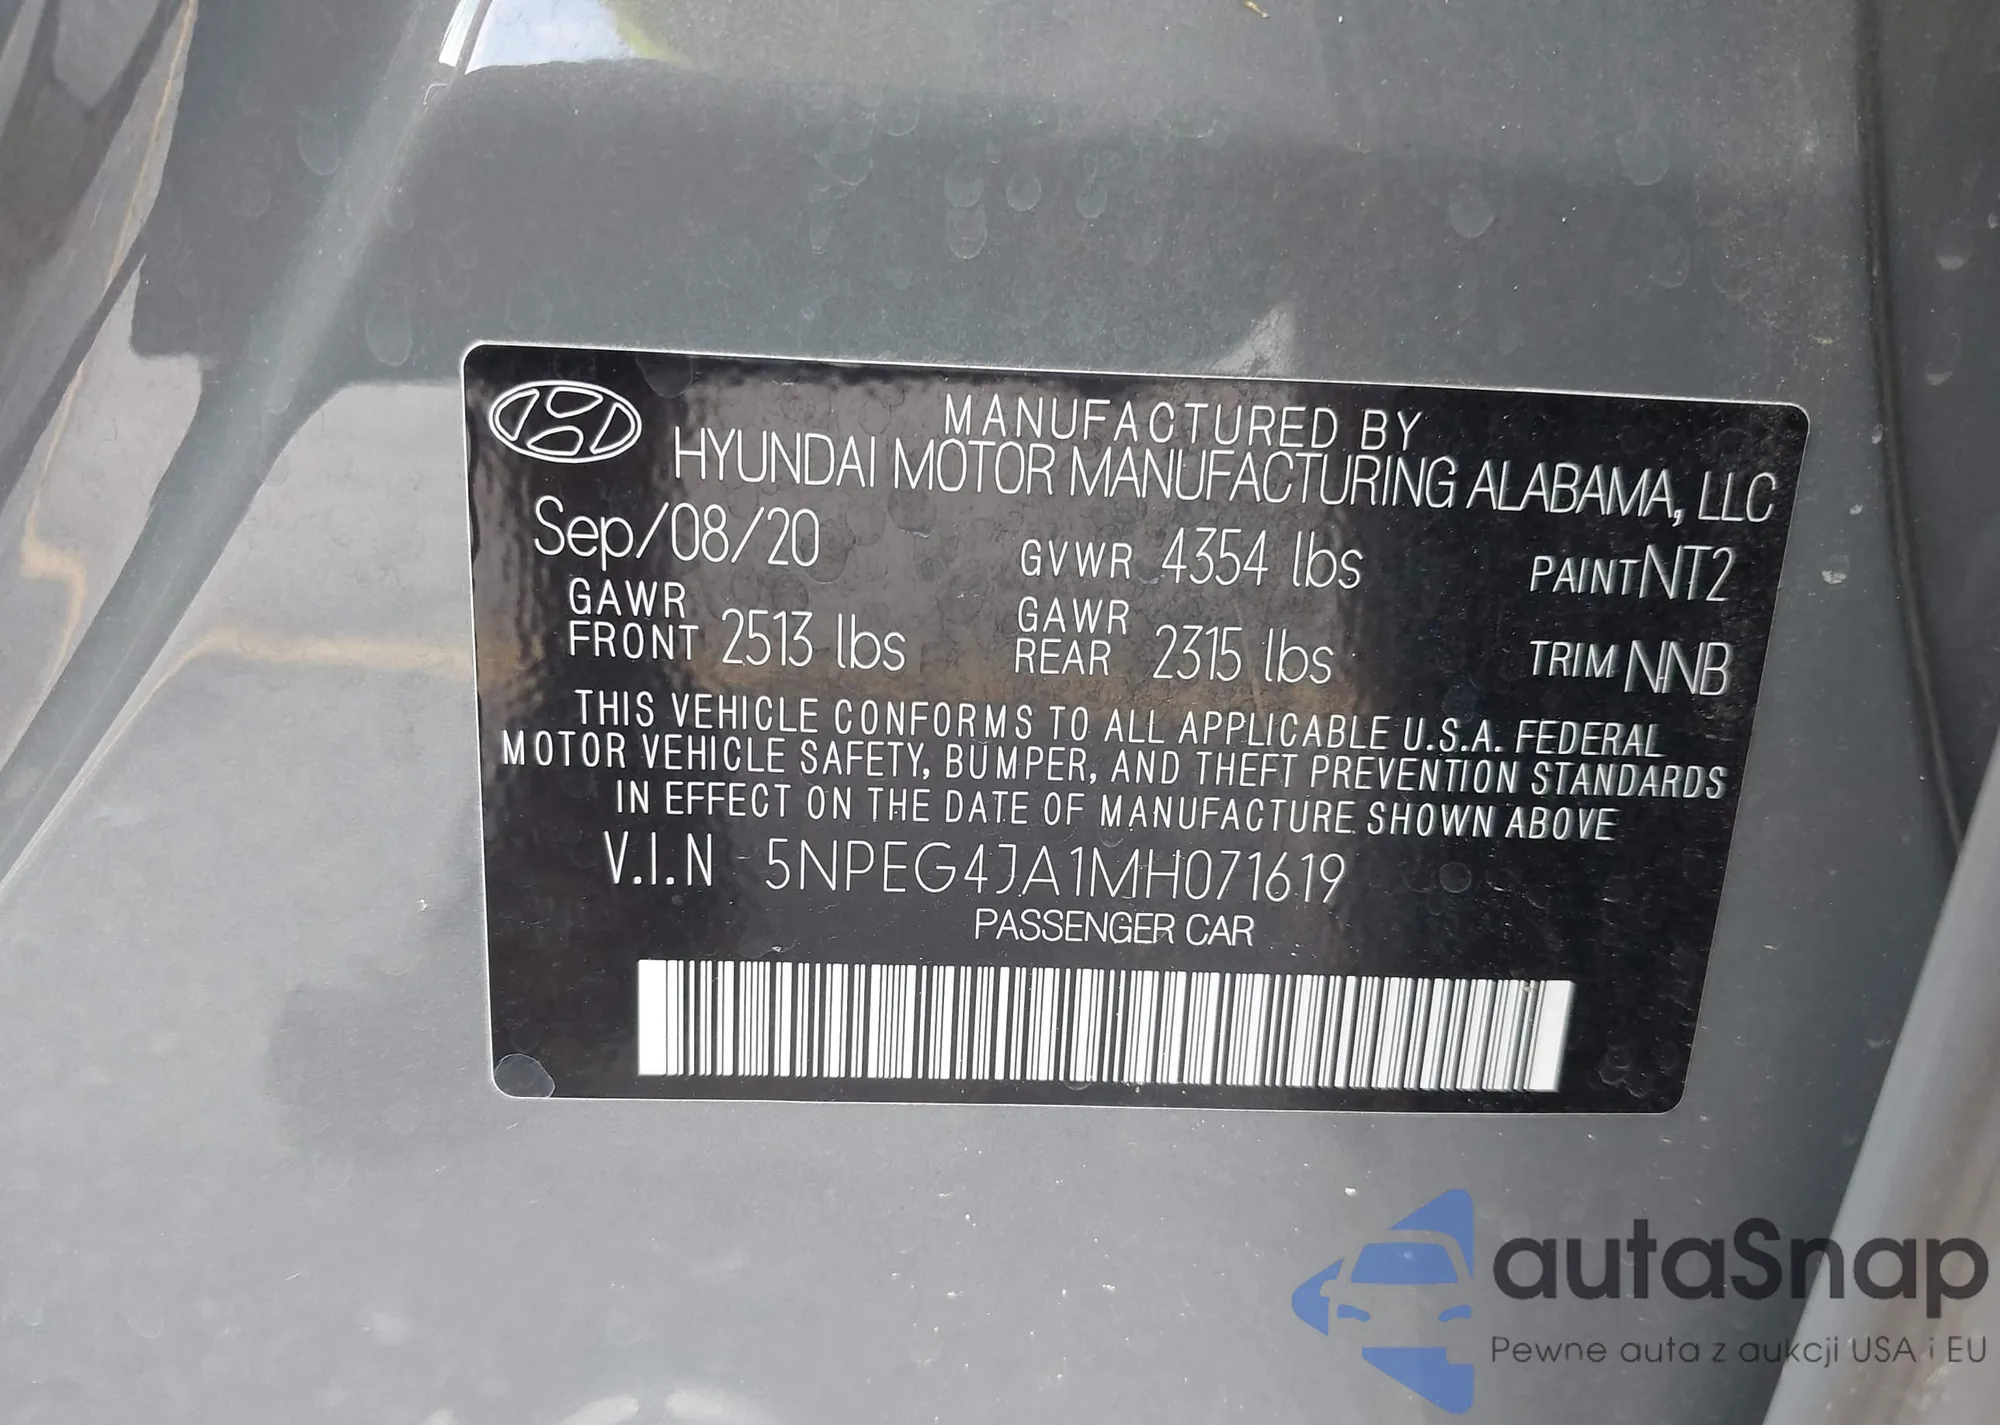 MANUFACTURED BY
HYUNDAI MOTOR MANUFACTURING ALABAMA, LLC
Sep/08/20 GVWR 4354 lbs PAINT NT2
GAWR FRONT 2513 lbs GAWR REAR 2315 lbs TRIM NNB
THIS VEHICLE CONFORMS TO ALL APPLICABLE U.S.A. FEDERAL
MOTOR VEHICLE SAFETY, BUMPER, AND THEFT PREVENTION STANDARDS
IN EFFECT ON THE DATE OF MANUFACTURE SHOWN ABOVE
V.I.N 5NPEG4JA1MH071619
PASSENGER CAR
autaSnap
Pewne auta z aukcji USA i EU